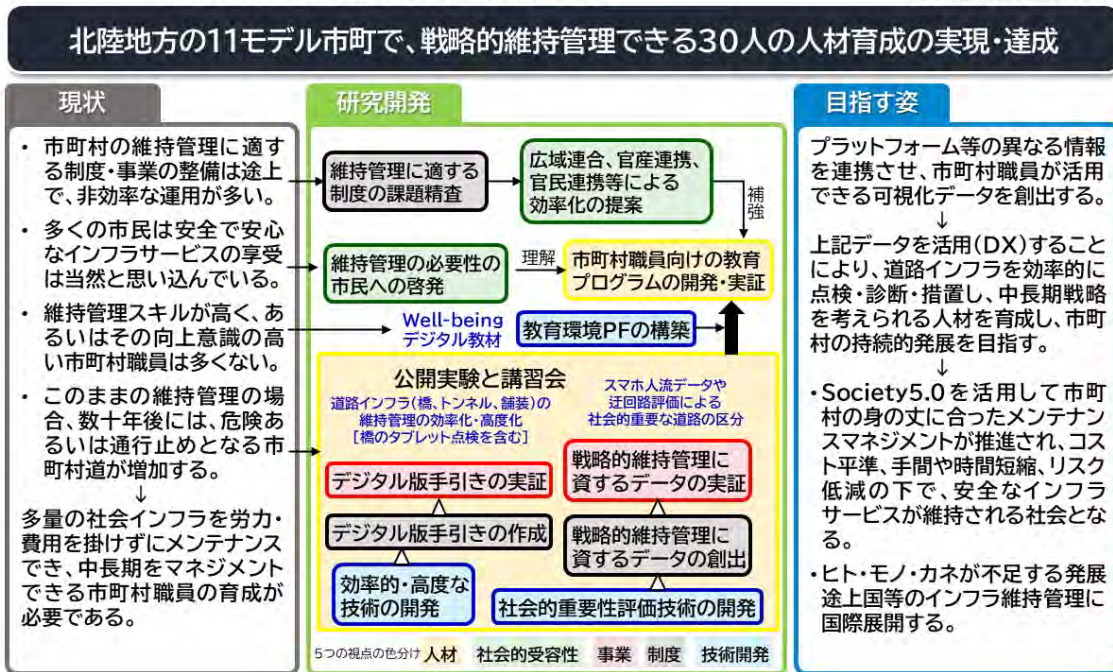 北陸地方の11モデル市町で、戦略的維持管理できる30人の人材育成の実現・達成
現状
・ 市町村の維持管理に適す
る制度・事業の整備は途上
で、非効率な運用が多い。
・ 多くの市民は安全で安心
なインフラサービスの享受
は当然と思い込んでいる。
・ 維持管理スキルが高く、あ
るいはその向上意識の高
い市町村職員は多くない。
・ このままの維持管理の場
合、数十年後には、危険あ
るいは通行止めとなる市
町村道が増加する。
↓
多量の社会インフラを労力・
費用を掛けずにメンテナンス
でき、中長期をマネジメント
できる市町村職員の育成が
必要である。
研究開発
維持管理に適する
制度の課題精査
広域連合、官産連携、
官民連携等による
効率化の提案
補強
維持管理の必要性の
市民への啓発
理解
市町村職員向けの教育
プログラムの開発・実証
Well-being
デジタル教材
教育環境PFの構築
公開実験と講習会
道路インフラ(橋、トンネル、舗装)の
維持管理の効率化・高度化
[橋のタブレット点検を含む]
スマホ人流データや
迂回路評価による
社会的重要な道路の区分
デジタル版手引きの実証
戦略的維持管理に
資するデータの実証
デジタル版手引きの作成
戦略的維持管理に
資するデータの創出
効率的・高度な
技術の開発
社会的重要性評価技術の開発
5つの視点の色分け 人材 社会的受容性 事業 制度 技術開発
目指す姿
プラットフォーム等の異なる情報
を連携させ、市町村職員が活用
できる可視化データを創出する。
↓
上記データを活用(DX)すること
により、道路インフラを効率的に
点検・診断・措置し、中長期戦略
を考えられる人材を育成し、市町
村の持続的発展を目指す。
↓
・Society5.0を活用して市町
村の身の丈に合ったメンテナン
スマネジメントが推進され、コス
ト平準、手間や時間短縮、リスク
低減の下で、安全なインフラ
サービスが維持される社会とな
る。
・ヒト・モノ・カネが不足する発展
途上国等のインフラ維持管理に
国際展開する。